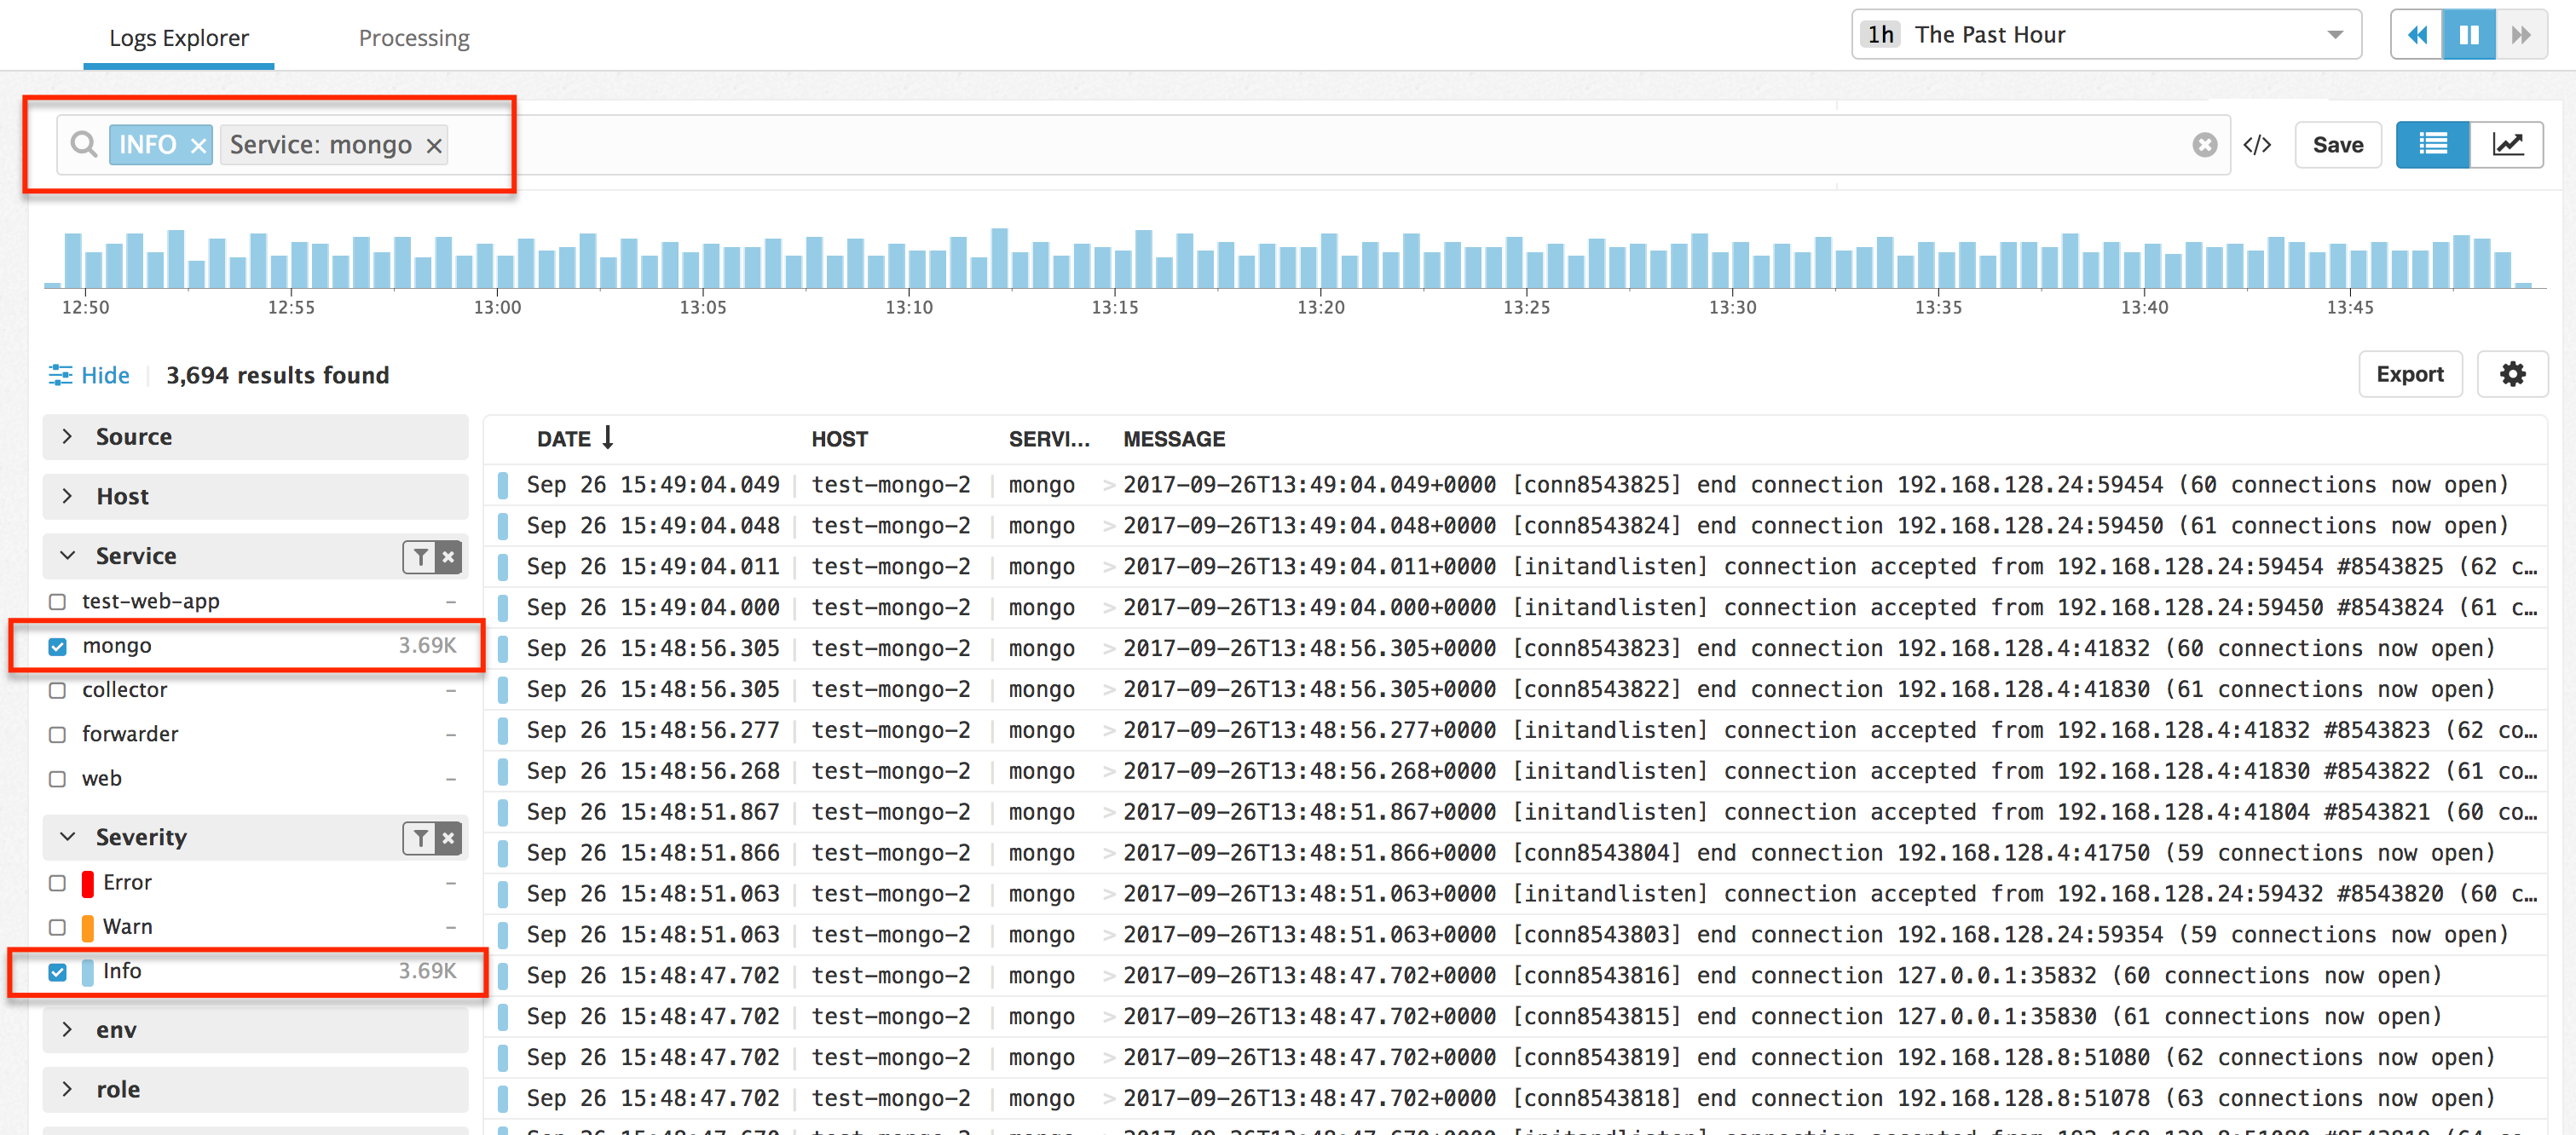 Logs Explorer Processing 1h The Past Hour
INFO × Service: mongo × </> Save
12:50 12:55 13:00 13:05 13:10 13:15 13:20 13:25 13:30 13:35 13:40 13:45
Hide 3,694 results found Export
Source
Host
Service
test-web-app –
mongo 3.69K
collector –
forwarder –
web –
Severity
Error –
Warn –
Info 3.69K
env
role
DATE HOST SERVI... MESSAGE
Sep 26 15:49:04.049 test-mongo-2 mongo > 2017-09-26T13:49:04.049+0000 [conn8543825] end connection 192.168.128.24:59454 (60 connections now open)
Sep 26 15:49:04.048 test-mongo-2 mongo > 2017-09-26T13:49:04.048+0000 [conn8543824] end connection 192.168.128.24:59450 (61 connections now open)
Sep 26 15:49:04.011 test-mongo-2 mongo > 2017-09-26T13:49:04.011+0000 [initandlisten] connection accepted from 192.168.128.24:59454 #8543825 (62 c…
Sep 26 15:49:04.000 test-mongo-2 mongo > 2017-09-26T13:49:04.000+0000 [initandlisten] connection accepted from 192.168.128.24:59450 #8543824 (61 c…
Sep 26 15:48:56.305 test-mongo-2 mongo > 2017-09-26T13:48:56.305+0000 [conn8543823] end connection 192.168.128.4:41832 (60 connections now open)
Sep 26 15:48:56.305 test-mongo-2 mongo > 2017-09-26T13:48:56.305+0000 [conn8543822] end connection 192.168.128.4:41830 (61 connections now open)
Sep 26 15:48:56.277 test-mongo-2 mongo > 2017-09-26T13:48:56.277+0000 [initandlisten] connection accepted from 192.168.128.4:41832 #8543823 (62 co…
Sep 26 15:48:56.268 test-mongo-2 mongo > 2017-09-26T13:48:56.268+0000 [initandlisten] connection accepted from 192.168.128.4:41830 #8543822 (61 co…
Sep 26 15:48:51.867 test-mongo-2 mongo > 2017-09-26T13:48:51.867+0000 [initandlisten] connection accepted from 192.168.128.4:41804 #8543821 (60 co…
Sep 26 15:48:51.866 test-mongo-2 mongo > 2017-09-26T13:48:51.866+0000 [conn8543804] end connection 192.168.128.4:41750 (59 connections now open)
Sep 26 15:48:51.063 test-mongo-2 mongo > 2017-09-26T13:48:51.063+0000 [initandlisten] connection accepted from 192.168.128.24:59432 #8543820 (60 c…
Sep 26 15:48:51.063 test-mongo-2 mongo > 2017-09-26T13:48:51.063+0000 [conn8543803] end connection 192.168.128.24:59354 (59 connections now open)
Sep 26 15:48:47.702 test-mongo-2 mongo > 2017-09-26T13:48:47.702+0000 [conn8543816] end connection 127.0.0.1:35832 (60 connections now open)
Sep 26 15:48:47.702 test-mongo-2 mongo > 2017-09-26T13:48:47.702+0000 [conn8543815] end connection 127.0.0.1:35830 (61 connections now open)
Sep 26 15:48:47.702 test-mongo-2 mongo > 2017-09-26T13:48:47.702+0000 [conn8543819] end connection 192.168.128.8:51080 (62 connections now open)
Sep 26 15:48:47.702 test-mongo-2 mongo > 2017-09-26T13:48:47.702+0000 [conn8543818] end connection 192.168.128.8:51078 (63 connections now open)